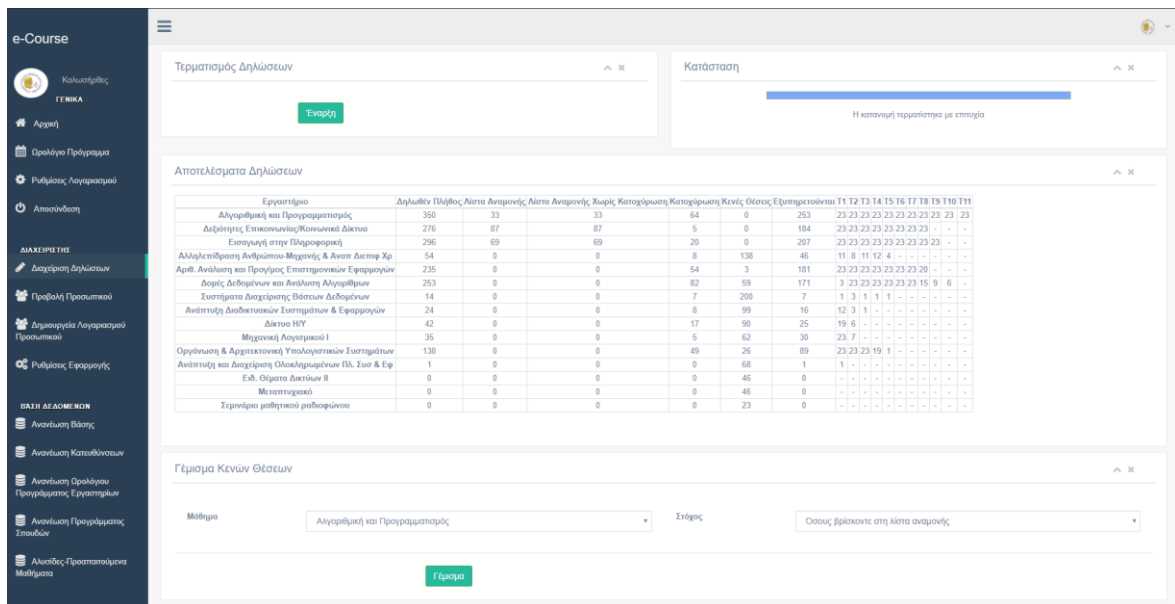 e-Course
Καλωσήρθες
ΓΕΝΙΚΑ
Αρχική
Ωρολόγιο Πρόγραμμα
Ρυθμίσεις Λογαριασμού
Αποσύνδεση
ΔΙΑΧΕΙΡΙΣΤΗΣ
Διαχείριση Δηλώσεων
Προβολή Προσωπικού
Δημιουργεία Λογαριασμού
Προσωπικού
Ρυθμίσεις Εφαρμογής
ΒΆΣΗ ΔΕΔΟΜΕΝΩΝ
Ανανέωση Βάσης
Ανανέωση Κατευθύνσεων
Ανανέωση Ωρολόγιου
Προγράμματος Εργαστηρίων
Ανανέωση Προγράμματος
Σπουδών
Αλυσίδες-Προαπαιτούμενα
Μαθήματα
Τερματισμός Δηλώσεων
Έναρξη
Κατάσταση
Η κατανομή τερματίστηκε με επιτυχία
Αποτελέσματα Δηλώσεων
Εργαστήριο Δηλωθέν Πλήθος Λίστα Αναμονής Λίστα Αναμονής Χωρίς Κατοχύρωση Κατοχύρωση Κενές Θέσεις Εξυπηρετούνται T1 T2 T3 T4 T5 T6 T7 T8 T9 T10 T11
Αλγοριθμική και Προγραμματισμός 350 33 33 64 0 253 23 23 23 23 23 23 23 23 23 23 23
Δεξιότητες Επικοινωνίας/Κοινωνικά Δίκτυα 276 87 87 5 0 184 23 23 23 23 23 23 23 23 - - -
Εισαγωγή στην Πληροφορική 296 69 69 20 0 207 23 23 23 23 23 23 23 23 23 - -
Αλληλεπίδραση Ανθρώπου-Μηχανής & Αναπ Διεπιφ Χρ 54 0 0 8 138 46 11 8 11 12 4 - - - - - -
Αριθ. Ανάλυση και Προγ/μος Επιστημονικών Εφαρμογών 235 0 0 54 3 181 23 23 23 23 23 23 23 20 - - -
Δομές Δεδομένων και Ανάλυση Αλγορίθμων 253 0 0 82 59 171 3 23 23 23 23 23 23 15 9 6 -
Συστήματα Διαχείρισης Βάσεων Δεδομένων 14 0 0 7 200 7 1 3 1 1 1 - - - - - -
Ανάπτυξη Διαδικτυακών Συστημάτων & Εφαρμογών 24 0 0 8 99 16 12 3 1 - - - - - - - -
Δίκτυα Η/Υ 42 0 0 17 90 25 19 6 - - - - - - - - -
Μηχανική Λογισμικού Ι 35 0 0 5 62 30 23 7 - - - - - - - - -
Οργάνωση & Αρχιτεκτονική Υπολογιστικών Συστημάτων 138 0 0 49 26 89 23 23 23 19 1 - - - - - -
Ανάπτυξη και Διαχείριση Ολοκληρωμένων Πλ. Συσ & Εφ 1 0 0 0 68 1 1 - - - - - - - - - -
Ειδ. Θέματα Δικτύων ΙΙ 0 0 0 0 46 0 - - - - - - - - - - -
Μεταπτυχιακό 0 0 0 0 46 0 - - - - - - - - - - -
Σεμινάριο μαθητικού ραδιοφώνου 0 0 0 0 23 0 - - - - - - - - - - -
Γέμισμα Κενών Θέσεων
Μάθημα Αλγοριθμική και Προγραμματισμός Στόχος Όσους βρίσκοντε στη λίστα αναμονής
Γέμισμα